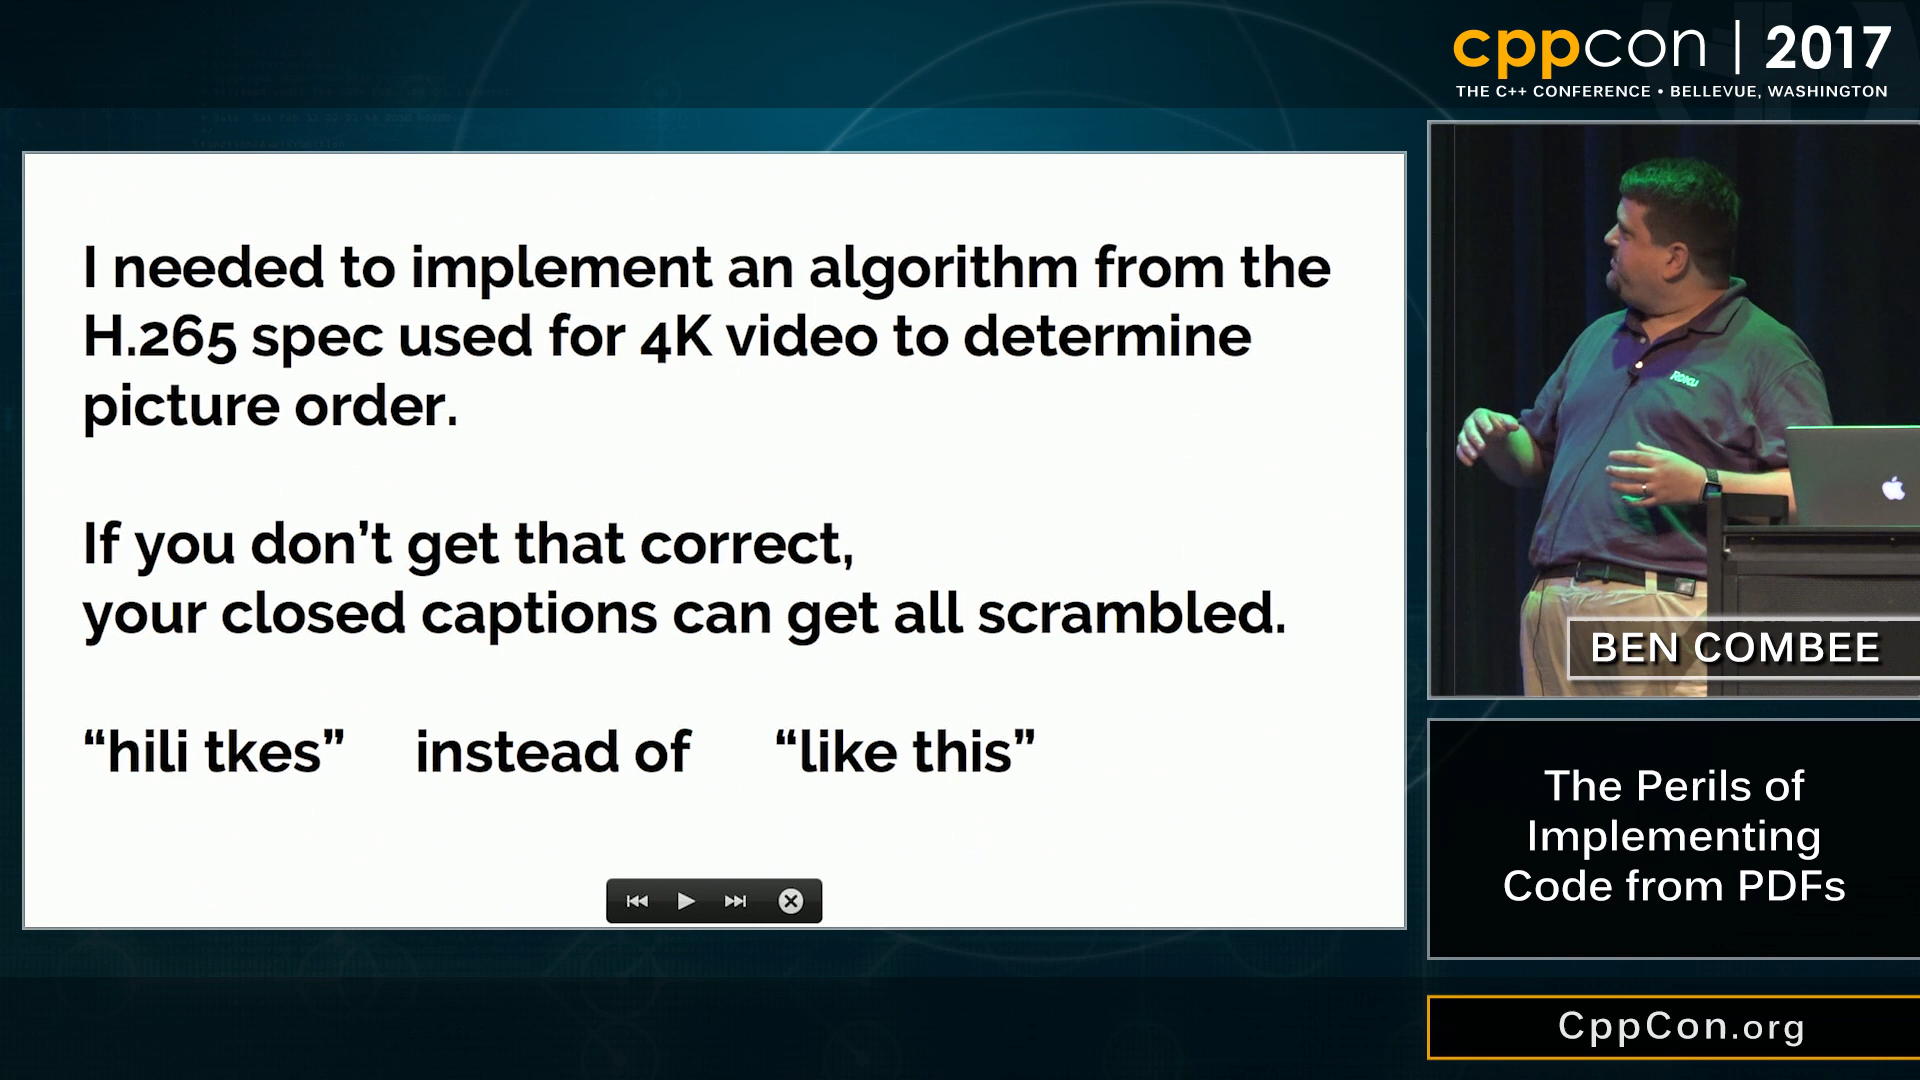 cppcon | 2017
THE C++ CONFERENCE • BELLEVUE, WASHINGTON
I needed to implement an algorithm from the
H.265 spec used for 4K video to determine
picture order.
If you don’t get that correct,
your closed captions can get all scrambled.
“hili tkes” instead of “like this”
ROKU
BEN COMBEE
The Perils of
Implementing
Code from PDFs
CppCon.org